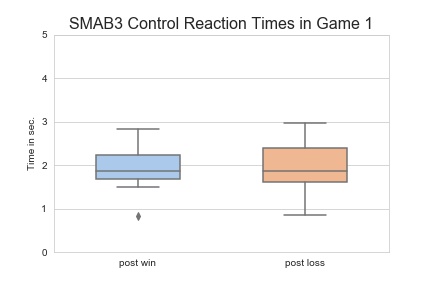 SMAB3 Control Reaction Times in Game 1
5
4
3
2
1
0
Time in sec.
post win
post loss